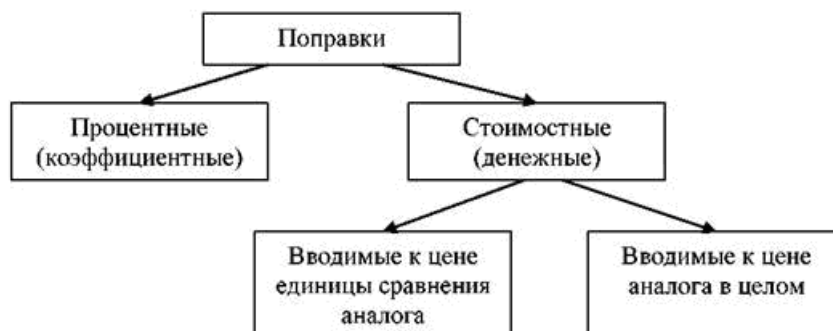 Поправки
Процентные
(коэффициентные)
Стоимостные
(денежные)
Вводимые к цене
единицы сравнения
аналога
Вводимые к цене
аналога в целом